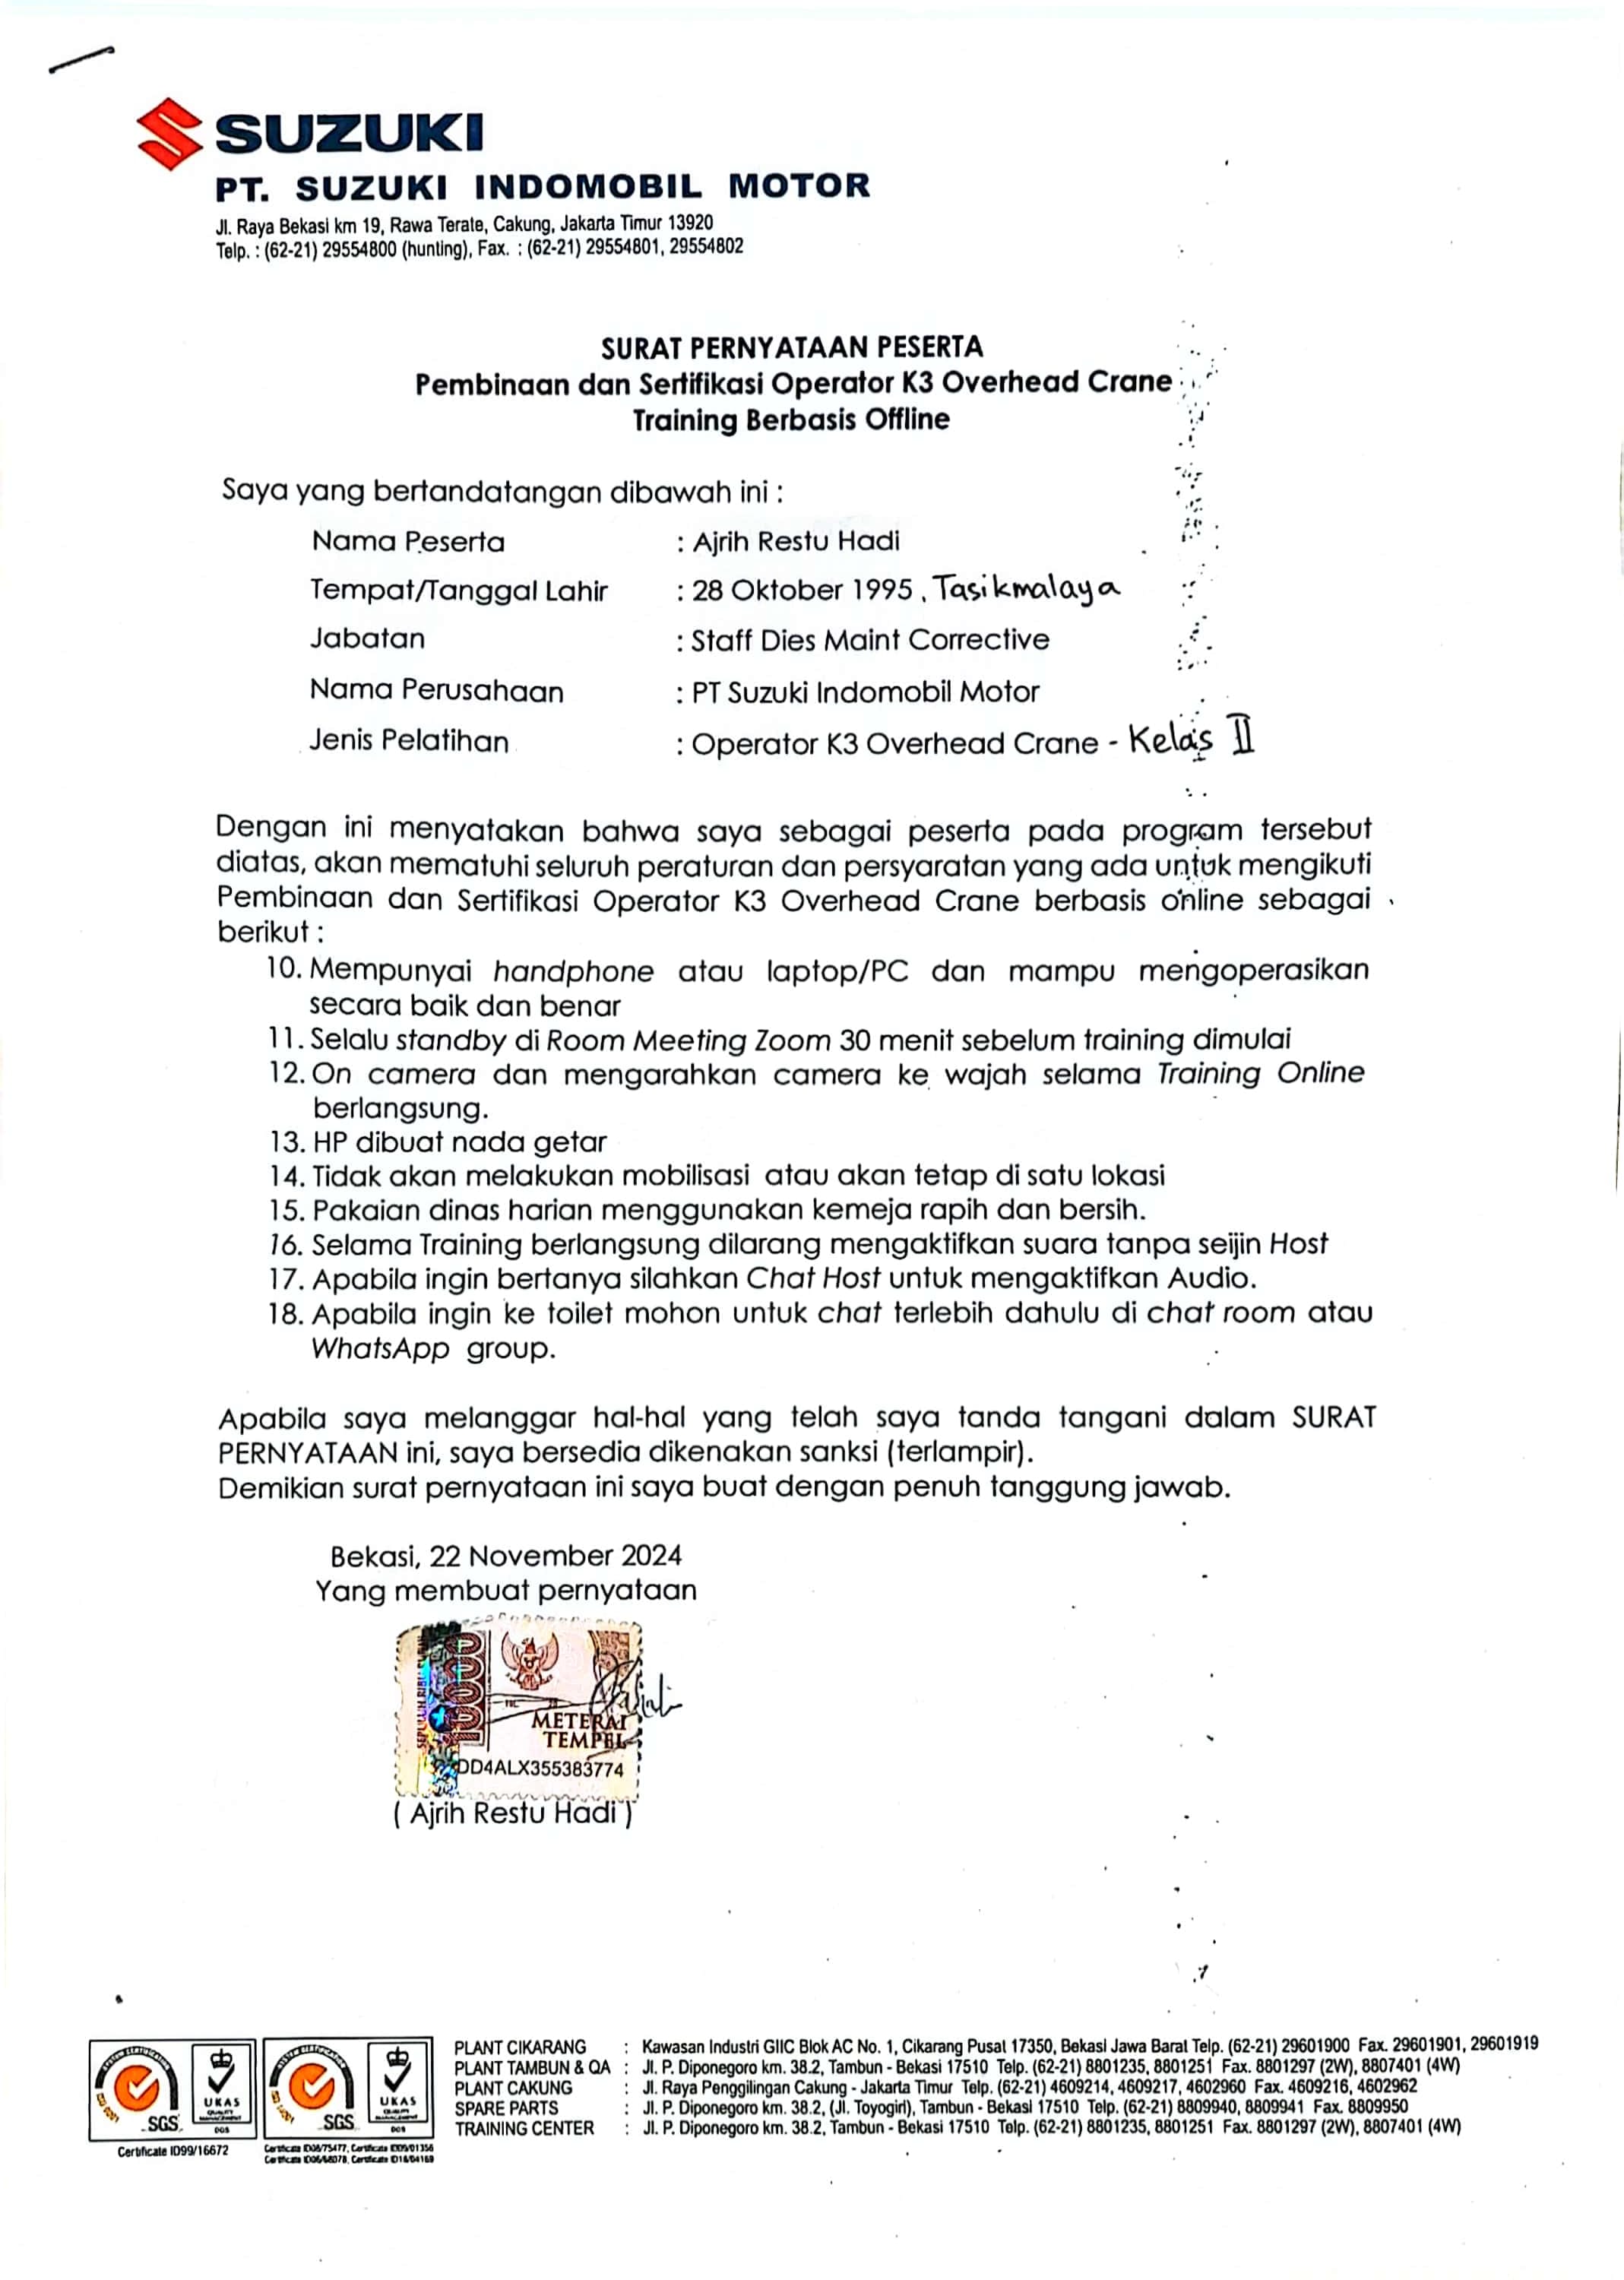 SUZUKI
PT. SUZUKI INDOMOBIL MOTOR
Jl. Raya Bekasi km 19, Rawa Terate, Cakung, Jakarta Timur 13920
Telp. : (62-21) 29554800 (hunting), Fax. : (62-21) 29554801, 29554802
SURAT PERNYATAAN PESERTA
Pembinaan dan Sertifikasi Operator K3 Overhead Crane
Training Berbasis Offline
Saya yang bertandatangan dibawah ini :
Nama Peserta : Ajrih Restu Hadi
Tempat/Tanggal Lahir : 28 Oktober 1995, Tasikmalaya
Jabatan : Staff Dies Maint Corrective
Nama Perusahaan : PT Suzuki Indomobil Motor
Jenis Pelatihan : Operator K3 Overhead Crane - Kelas II
Dengan ini menyatakan bahwa saya sebagai peserta pada program tersebut
diatas, akan mematuhi seluruh peraturan dan persyaratan yang ada untuk mengikuti
Pembinaan dan Sertifikasi Operator K3 Overhead Crane berbasis online sebagai
berikut :
10. Mempunyai handphone atau laptop/PC dan mampu mengoperasikan
secara baik dan benar
11. Selalu standby di Room Meeting Zoom 30 menit sebelum training dimulai
12. On camera dan mengarahkan camera ke wajah selama Training Online
berlangsung.
13. HP dibuat nada getar
14. Tidak akan melakukan mobilisasi atau akan tetap di satu lokasi
15. Pakaian dinas harian menggunakan kemeja rapih dan bersih.
16. Selama Training berlangsung dilarang mengaktifkan suara tanpa seijin Host
17. Apabila ingin bertanya silahkan Chat Host untuk mengaktifkan Audio.
18. Apabila ingin ke toilet mohon untuk chat terlebih dahulu di chat room atau
WhatsApp group.
Apabila saya melanggar hal-hal yang telah saya tanda tangani dalam SURAT
PERNYATAAN ini, saya bersedia dikenakan sanksi (terlampir).
Demikian surat pernyataan ini saya buat dengan penuh tanggung jawab.
Bekasi, 22 November 2024
Yang membuat pernyataan
10000
METERAI
TEMPEL
DD4ALX355383774
( Ajrih Restu Hadi )
PLANT CIKARANG : Kawasan Industri GIIC Blok AC No. 1, Cikarang Pusat 17350, Bekasi Jawa Barat Telp. (62-21) 29601900 Fax. 29601901, 29601919
PLANT TAMBUN & QA : Jl. P. Diponegoro km. 38.2, Tambun - Bekasi 17510 Telp. (62-21) 8801235, 8801251 Fax. 8801297 (2W), 8807401 (4W)
PLANT CAKUNG : Jl. Raya Penggilingan Cakung - Jakarta Timur Telp. (62-21) 4609214, 4609217, 4602960 Fax. 4609216, 4602962
SPARE PARTS : Jl. P. Diponegoro km. 38.2, (Jl. Toyogiri), Tambun - Bekasi 17510 Telp. (62-21) 8809940, 8809941 Fax. 8809950
TRAINING CENTER : Jl. P. Diponegoro km. 38.2, Tambun - Bekasi 17510 Telp. (62-21) 8801235, 8801251 Fax. 8801297 (2W), 8807401 (4W)
SGS UKAS
SGS UKAS
Certificate ID99/16672